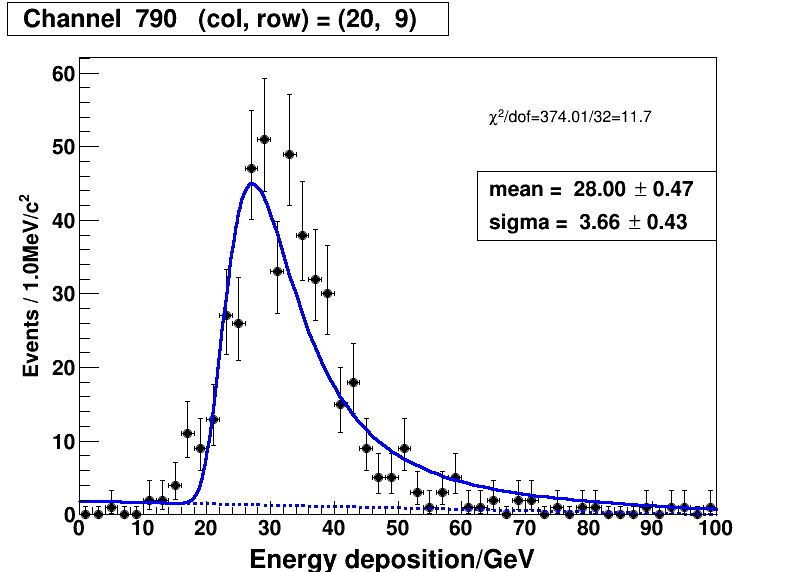 Channel 790 (col, row) = (20, 9)
χ²/dof=374.01/32=11.7
mean = 28.00 ± 0.47
sigma = 3.66 ± 0.43
Events / 1.0MeV/c²
60
50
40
30
20
10
0
0 10 20 30 40 50 60 70 80 90 100
Energy deposition/GeV